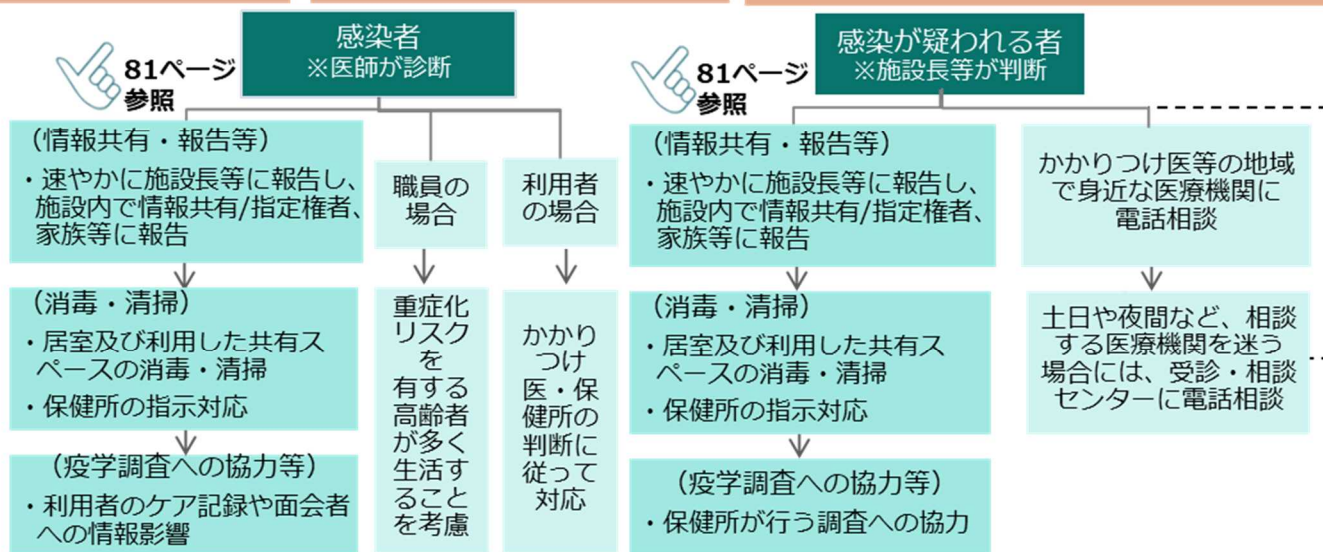 感染者
※医師が診断
81ページ
参照
(情報共有・報告等)
・速やかに施設長等に報告し、
施設内で情報共有/指定権者、
家族等に報告
(消毒・清掃)
・居室及び利用した共有ス
ペースの消毒・清掃
・保健所の指示対応
(疫学調査への協力等)
・利用者のケア記録や面会者
への情報影響
職員の
場合
重症化
リスク
を
有する
高齢者
が多く
生活す
ること
を考慮
利用者
の場合
かかり
つけ
医・保
健所の
判断に
従って
対応
感染が疑われる者
※施設長等が判断
81ページ
参照
(情報共有・報告等)
・速やかに施設長等に報告し、
施設内で情報共有/指定権者、
家族等に報告
(消毒・清掃)
・居室及び利用した共有ス
ペースの消毒・清掃
・保健所の指示対応
(疫学調査への協力等)
・保健所が行う調査への協力
かかりつけ医等の地域
で身近な医療機関に
電話相談
土日や夜間など、相談
する医療機関を迷う
場合には、受診・相談
センターに電話相談